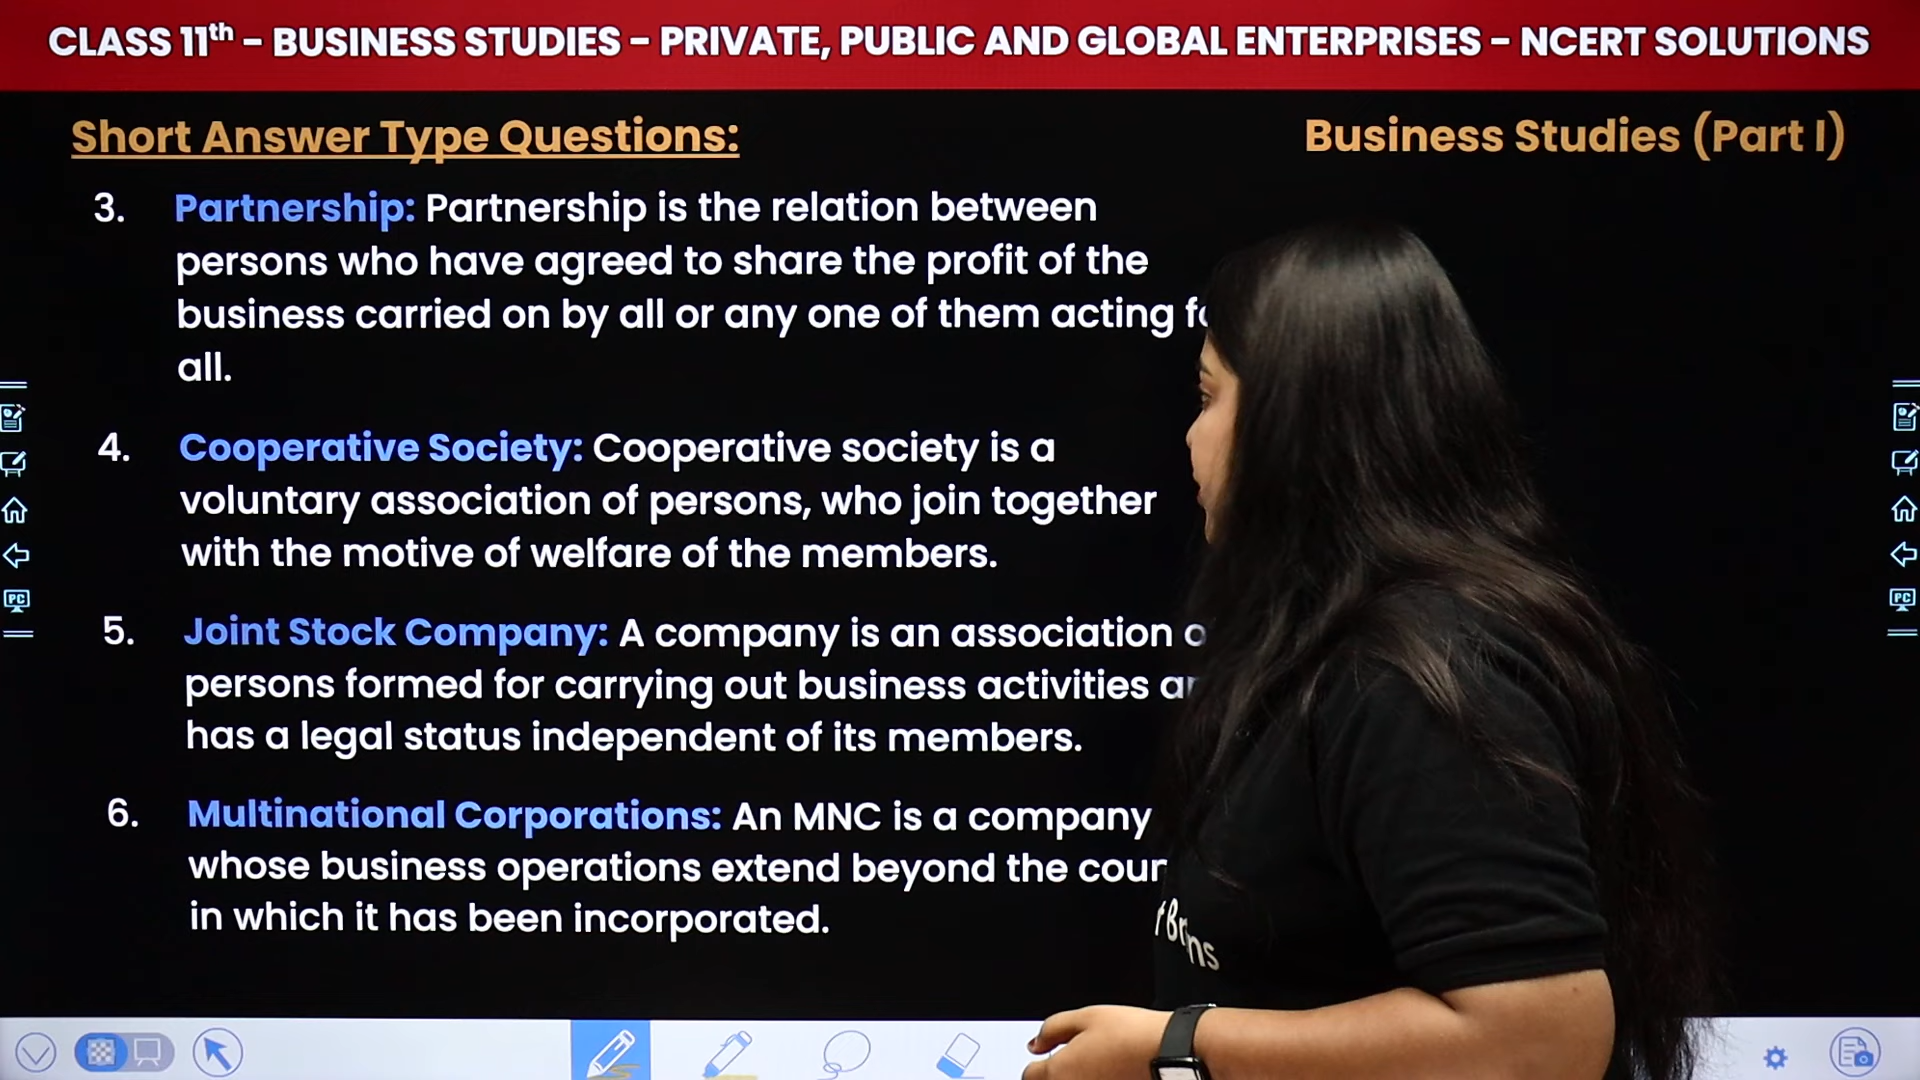 CLASS 11th - BUSINESS STUDIES - PRIVATE, PUBLIC AND GLOBAL ENTERPRISES - NCERT SOLUTIONS
Short Answer Type Questions:
Business Studies (Part I)
3. Partnership: Partnership is the relation between
persons who have agreed to share the profit of the
business carried on by all or any one of them acting
all.
4. Cooperative Society: Cooperative society is a
voluntary association of persons, who join together
with the motive of welfare of the members.
5. Joint Stock Company: A company is an association
persons formed for carrying out business activities
has a legal status independent of its members.
6. Multinational Corporations: An MNC is a company
whose business operations extend beyond the
in which it has been incorporated.
PC
PC